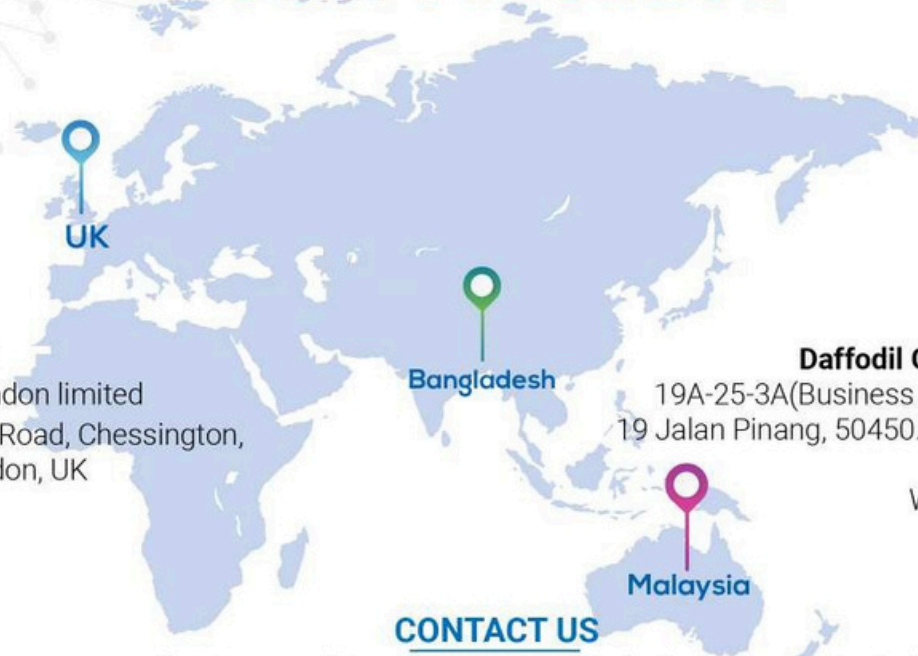 UK
Bangladesh
Daffodil
ndon limited
19A-25-3A(Business
Road, Chessington,
19 Jalan Pinang, 50450
don, UK
Malaysia
CONTACT US